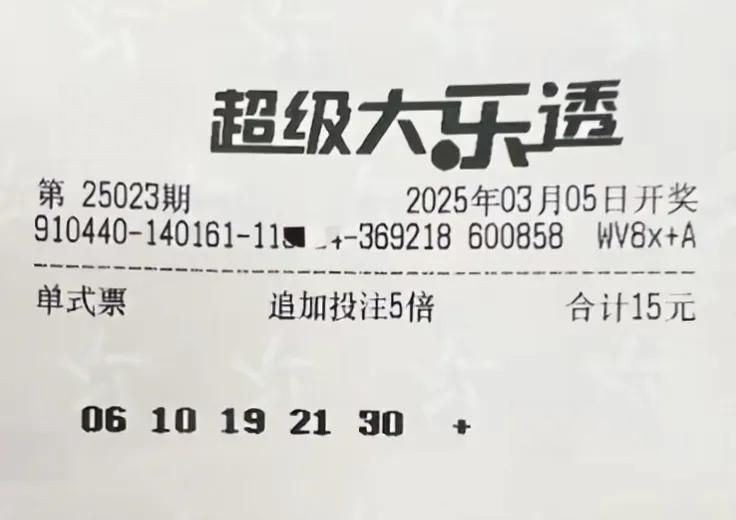 超级大乐透
第 25023期 2025年03月05日开奖
910440-140161-11 4-369218 600858 WV8x+A
单式票 追加投注5倍 合计15元
06 10 19 21 30 +